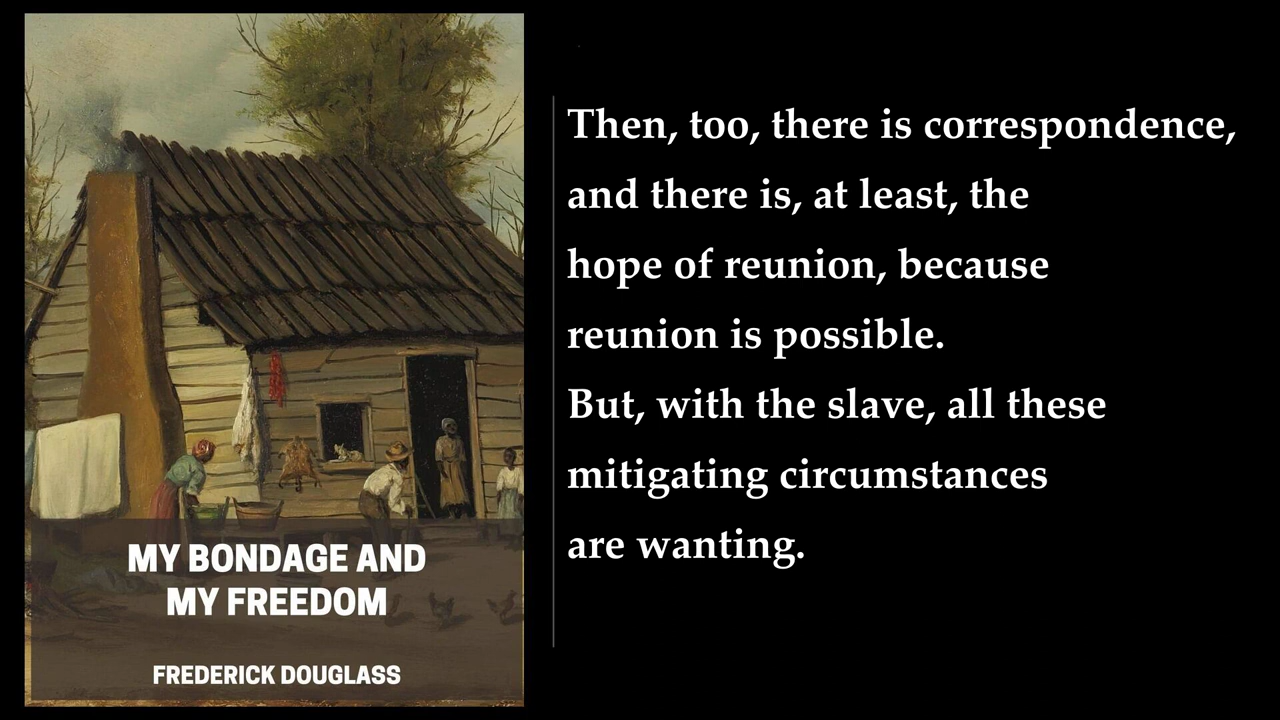 MY BONDAGE AND
MY FREEDOM
FREDERICK DOUGLASS
Then, too, there is correspondence,
and there is, at least, the
hope of reunion, because
reunion is possible.
But, with the slave, all these
mitigating circumstances
are wanting.